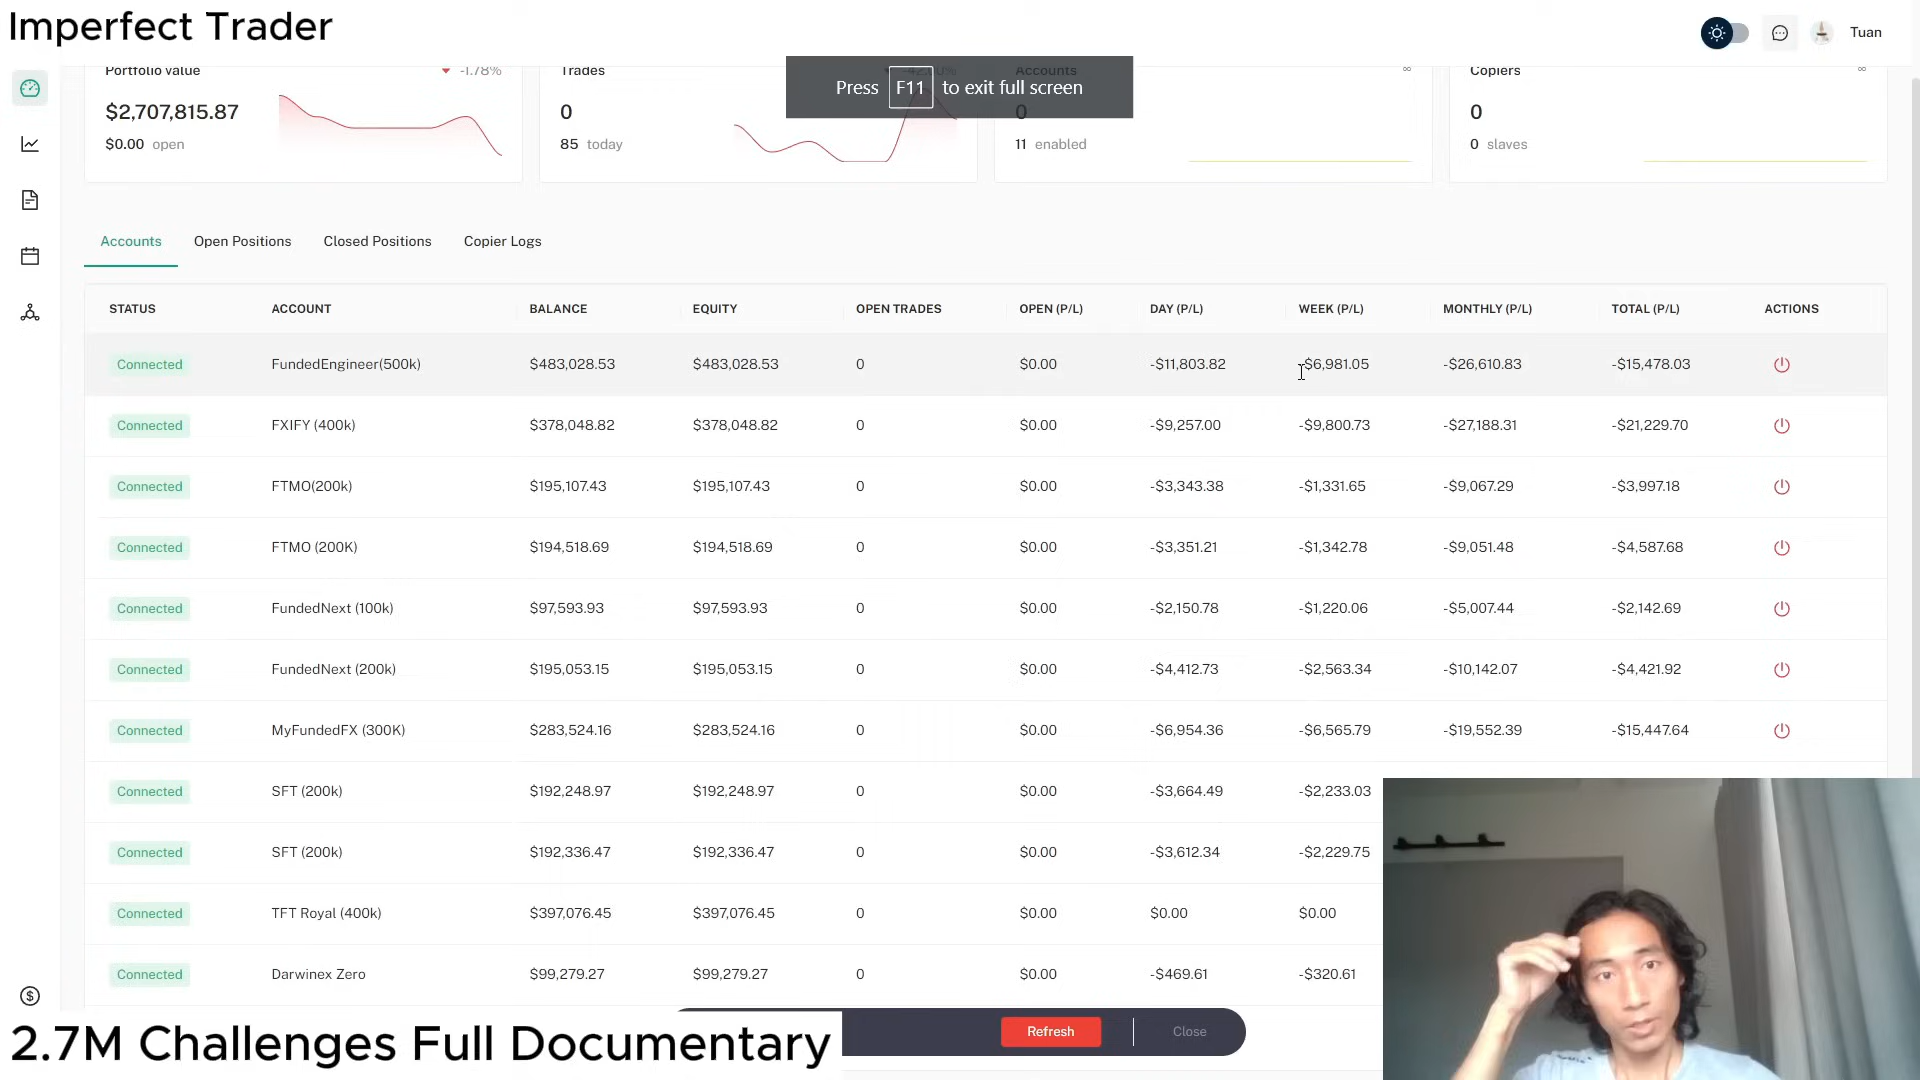 Imperfect Trader
Tuan
Portfolio value -1.78% Trades Accounts ∞ Copiers ∞
Press F11 to exit full screen
$2,707,815.87 0 0 0
$0.00 open 85 today 11 enabled 0 slaves
Accounts Open Positions Closed Positions Copier Logs
STATUS ACCOUNT BALANCE EQUITY OPEN TRADES OPEN (P/L) DAY (P/L) WEEK (P/L) MONTHLY (P/L) TOTAL (P/L) ACTIONS
Connected FundedEngineer(500k) $483,028.53 $483,028.53 0 $0.00 -$11,803.82 -$6,981.05 -$26,610.83 -$15,478.03
Connected FXIFY (400k) $378,048.82 $378,048.82 0 $0.00 -$9,257.00 -$9,800.73 -$27,188.31 -$21,229.70
Connected FTMO(200k) $195,107.43 $195,107.43 0 $0.00 -$3,343.38 -$1,331.65 -$9,067.29 -$3,997.18
Connected FTMO (200K) $194,518.69 $194,518.69 0 $0.00 -$3,351.21 -$1,342.78 -$9,051.48 -$4,587.68
Connected FundedNext (100k) $97,593.93 $97,593.93 0 $0.00 -$2,150.78 -$1,220.06 -$5,007.44 -$2,142.69
Connected FundedNext (200k) $195,053.15 $195,053.15 0 $0.00 -$4,412.73 -$2,563.34 -$10,142.07 -$4,421.92
Connected MyFundedFX (300K) $283,524.16 $283,524.16 0 $0.00 -$6,954.36 -$6,565.79 -$19,552.39 -$15,447.64
Connected SFT (200k) $192,248.97 $192,248.97 0 $0.00 -$3,664.49 -$2,233.03
Connected SFT (200k) $192,336.47 $192,336.47 0 $0.00 -$3,612.34 -$2,229.75
Connected TFT Royal (400k) $397,076.45 $397,076.45 0 $0.00 $0.00 $0.00
Connected Darwinex Zero $99,279.27 $99,279.27 0 $0.00 -$469.61 -$320.61
Refresh Close
2.7M Challenges Full Documentary